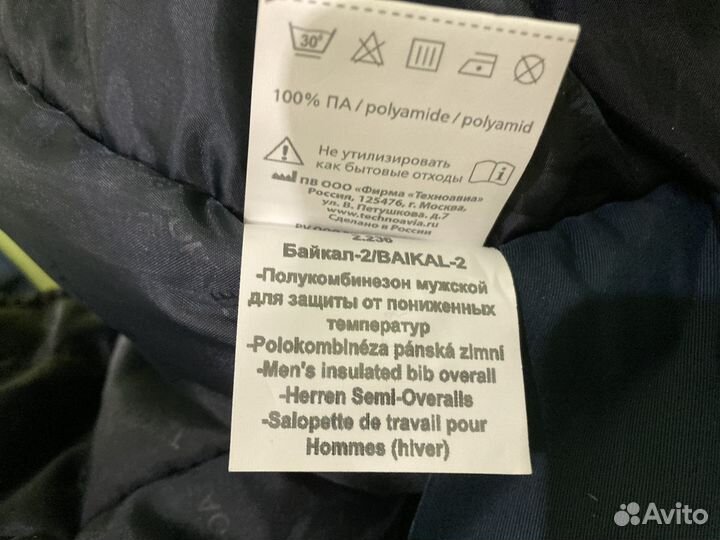 30°
100% ПА / polyamide / polyamid
Не утилизировать
как бытовые отходы
ПВ ООО «Фирма «Техноавиа»
Россия, 125476, г. Москва,
ул. В. Петушкова. д.7
www.technoavia.ru
Сделано в России
2.230
Байкал-2/BAIKAL-2
-Полукомбинезон мужской
для защиты от пониженных
температур
-Polokombinéza pánská zimní
-Men's insulated bib overall
-Herren Semi-Overalls
-Salopette de travail pour
Hommes (hiver)
Avito